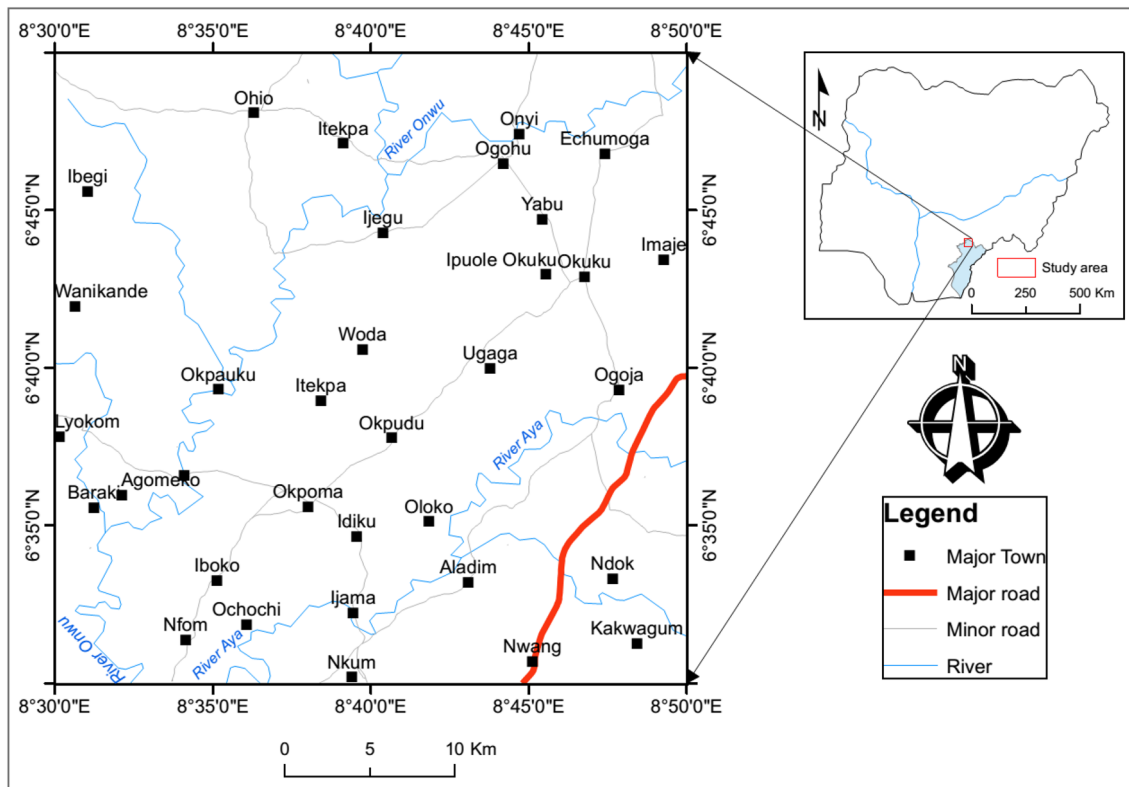 8°30'0"E 8°35'0"E 8°40'0"E 8°45'0"E 8°50'0"E
Ohio
Itekpa
River Onwu
Onyi
Ogohu
Echumoga
Ibegi
6°45'0"N
6°45'0"N
Yabu
Ijegu
Imaje
Ipuole Okuku
Okuku
Wanikande
Woda
Ugaga
6°40'0"N
6°40'0"N
Okpauku
Itekpa
Ogoja
Lyokom
Okpudu
River Aya
Agomeko
Baraki
Okpoma
Oloko
6°35'0"N
6°35'0"N
Idiku
Iboko
Aladim
Ndok
Ijama
Ochochi
Nfom
River Onwu
River Aya
Kakwagum
Nwang
Nkum
8°30'0"E 8°35'0"E 8°40'0"E 8°45'0"E 8°50'0"E
0 5 10 Km
N
Study area
0 250 500 Km
N
Legend
Major Town
Major road
Minor road
River